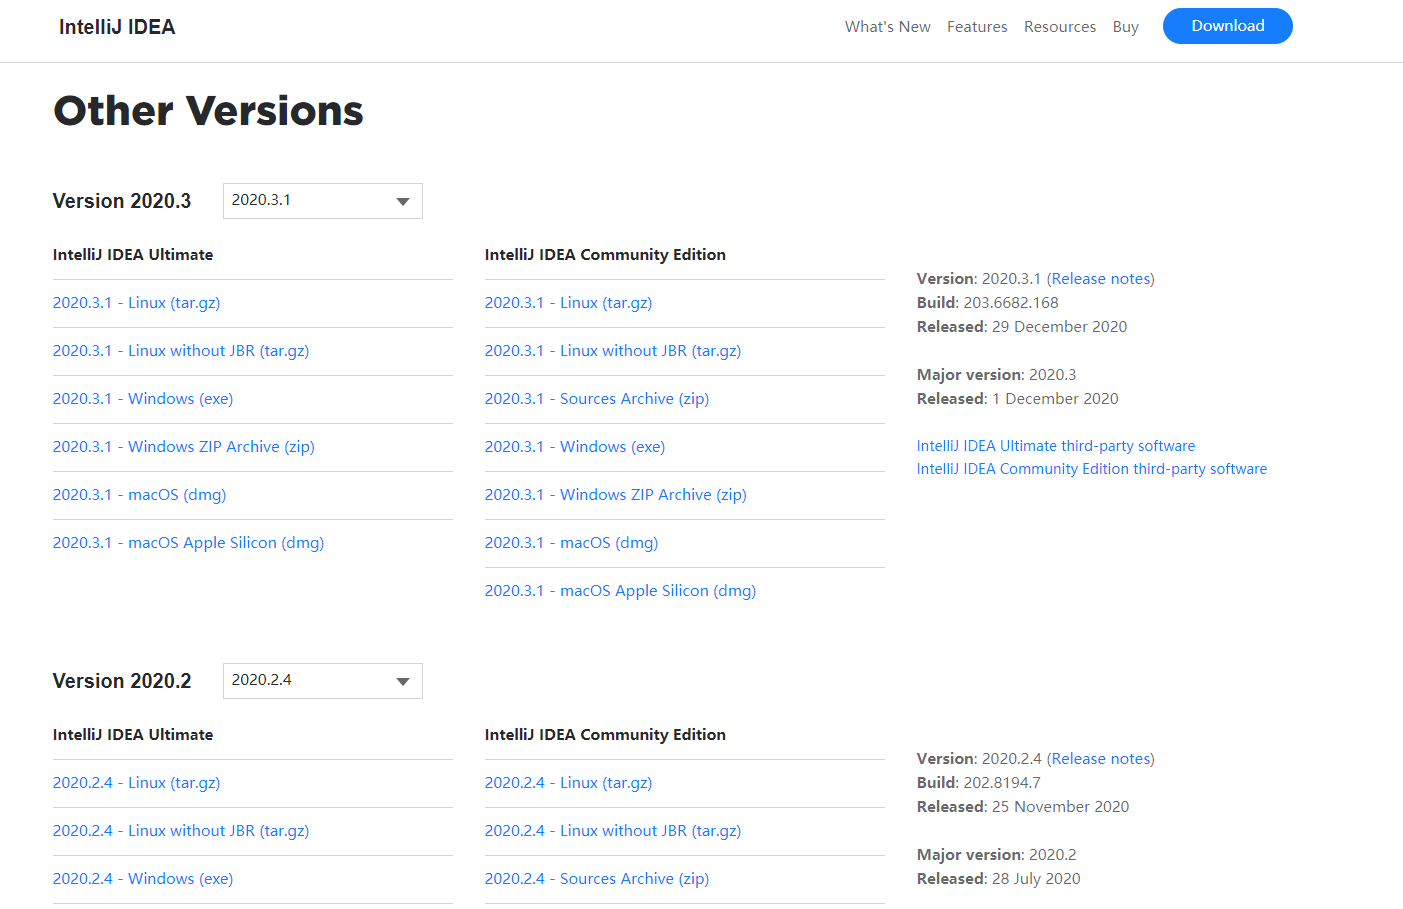 IntelliJ IDEA
What's New Features Resources Buy Download
Other Versions
Version 2020.3 2020.3.1
IntelliJ IDEA Ultimate
2020.3.1 - Linux (tar.gz)
2020.3.1 - Linux without JBR (tar.gz)
2020.3.1 - Windows (exe)
2020.3.1 - Windows ZIP Archive (zip)
2020.3.1 - macOS (dmg)
2020.3.1 - macOS Apple Silicon (dmg)
IntelliJ IDEA Community Edition
2020.3.1 - Linux (tar.gz)
2020.3.1 - Linux without JBR (tar.gz)
2020.3.1 - Sources Archive (zip)
2020.3.1 - Windows (exe)
2020.3.1 - Windows ZIP Archive (zip)
2020.3.1 - macOS (dmg)
2020.3.1 - macOS Apple Silicon (dmg)
Version: 2020.3.1 (Release notes)
Build: 203.6682.168
Released: 29 December 2020
Major version: 2020.3
Released: 1 December 2020
IntelliJ IDEA Ultimate third-party software
IntelliJ IDEA Community Edition third-party software
Version 2020.2 2020.2.4
IntelliJ IDEA Ultimate
2020.2.4 - Linux (tar.gz)
2020.2.4 - Linux without JBR (tar.gz)
2020.2.4 - Windows (exe)
IntelliJ IDEA Community Edition
2020.2.4 - Linux (tar.gz)
2020.2.4 - Linux without JBR (tar.gz)
2020.2.4 - Sources Archive (zip)
Version: 2020.2.4 (Release notes)
Build: 202.8194.7
Released: 25 November 2020
Major version: 2020.2
Released: 28 July 2020